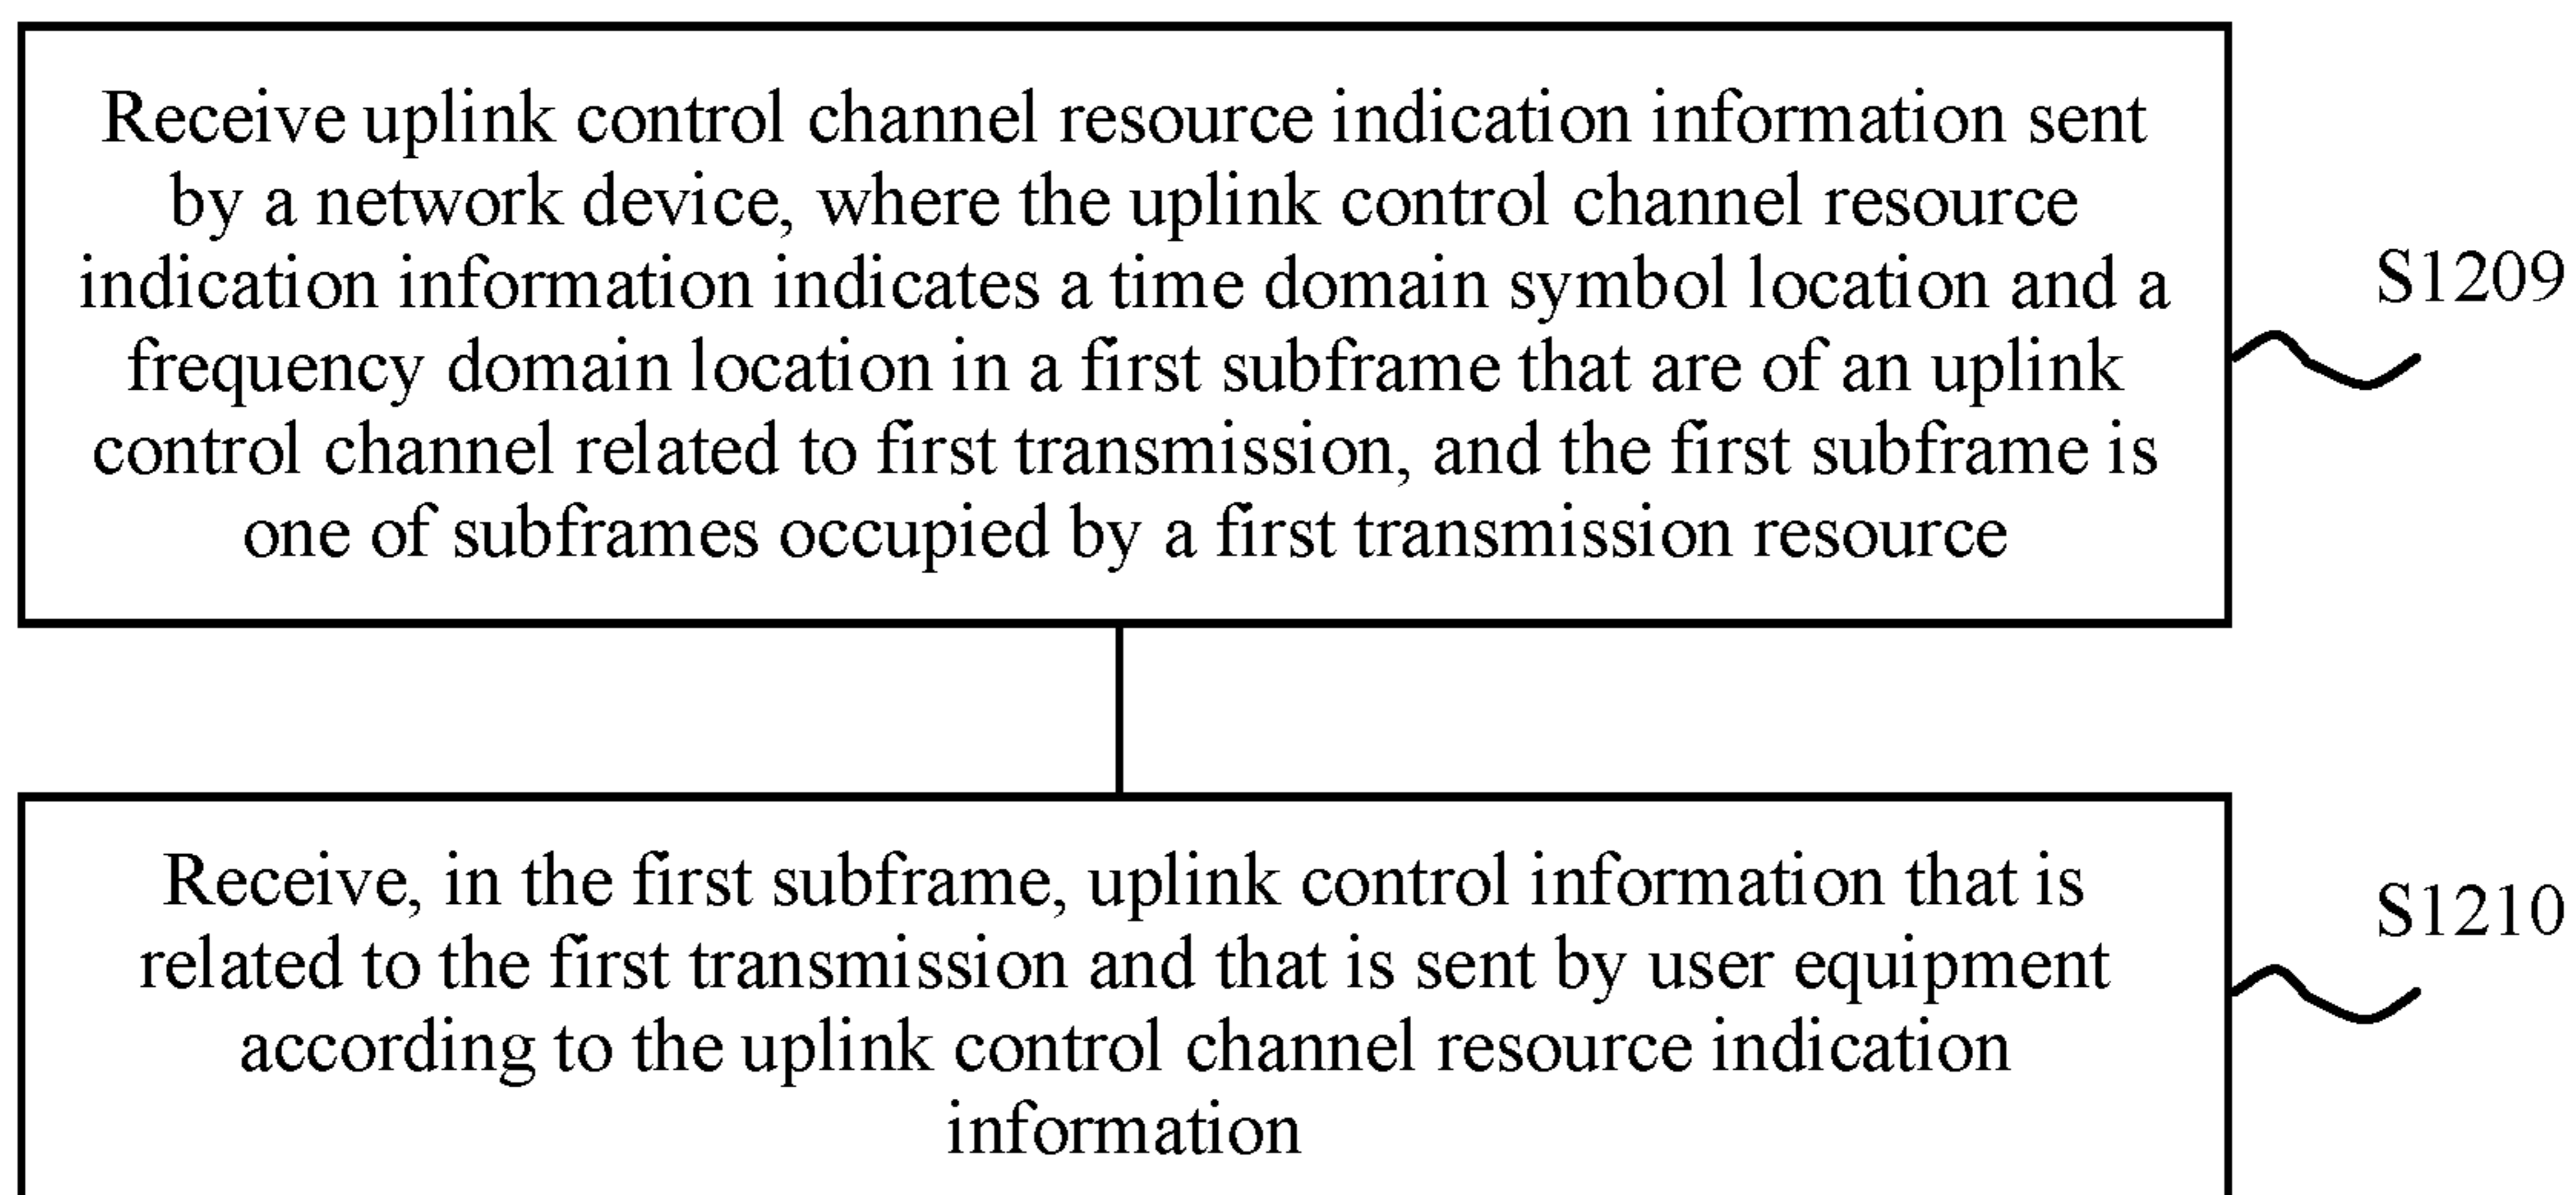 Receive uplink control channel resource indication information sent
by a network device, where the uplink control channel resource
indication information indicates a time domain symbol location and a
frequency domain location in a first subframe that are of an uplink
control channel related to first transmission, and the first subframe is
one of subframes occupied by a first transmission resource
S1209
Receive, in the first subframe, uplink control information that is
related to the first transmission and that is sent by user equipment
according to the uplink control channel resource indication
information
S1210